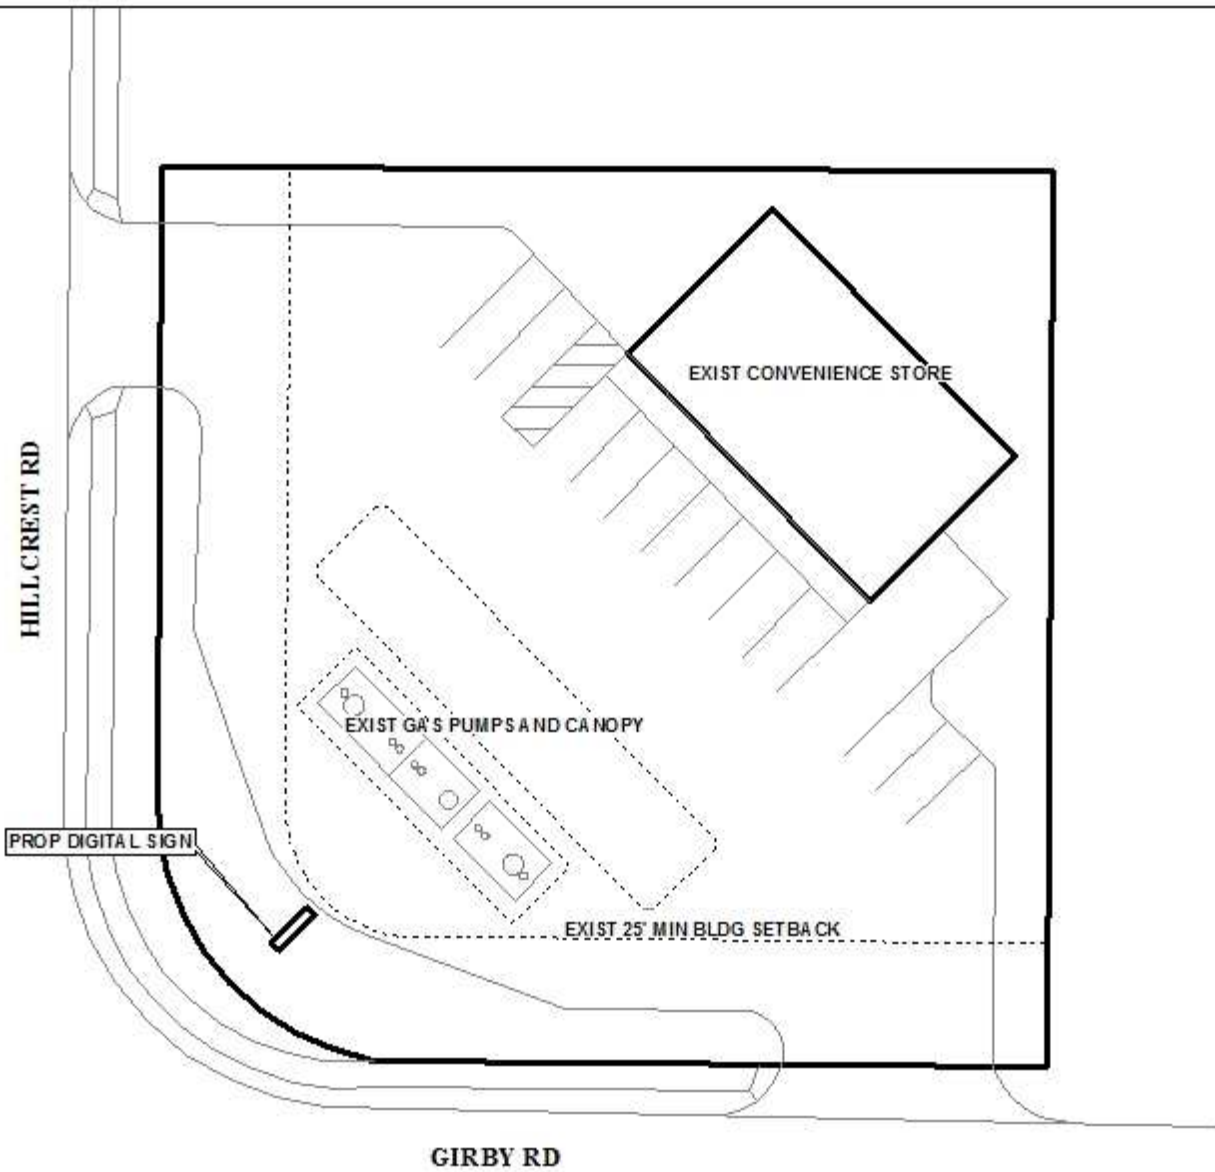 EXIST CONVENIENCE STORE
HILLCREST RD
EXIST GAS PUMPS AND CANOPY
PROP DIGITAL SIGN
EXIST 25' MIN BLDG SETBACK
GIRBY RD